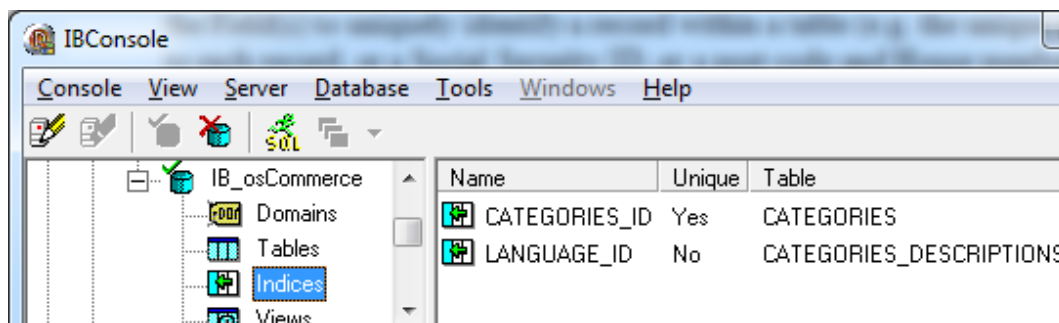 IBConsole
Console View Server Database Tools Windows Help
SQL
IB_osCommerce
Domains
Tables
Indices
Views
Name Unique Table
CATEGORIES_ID Yes CATEGORIES
LANGUAGE_ID No CATEGORIES_DESCRIPTIONS